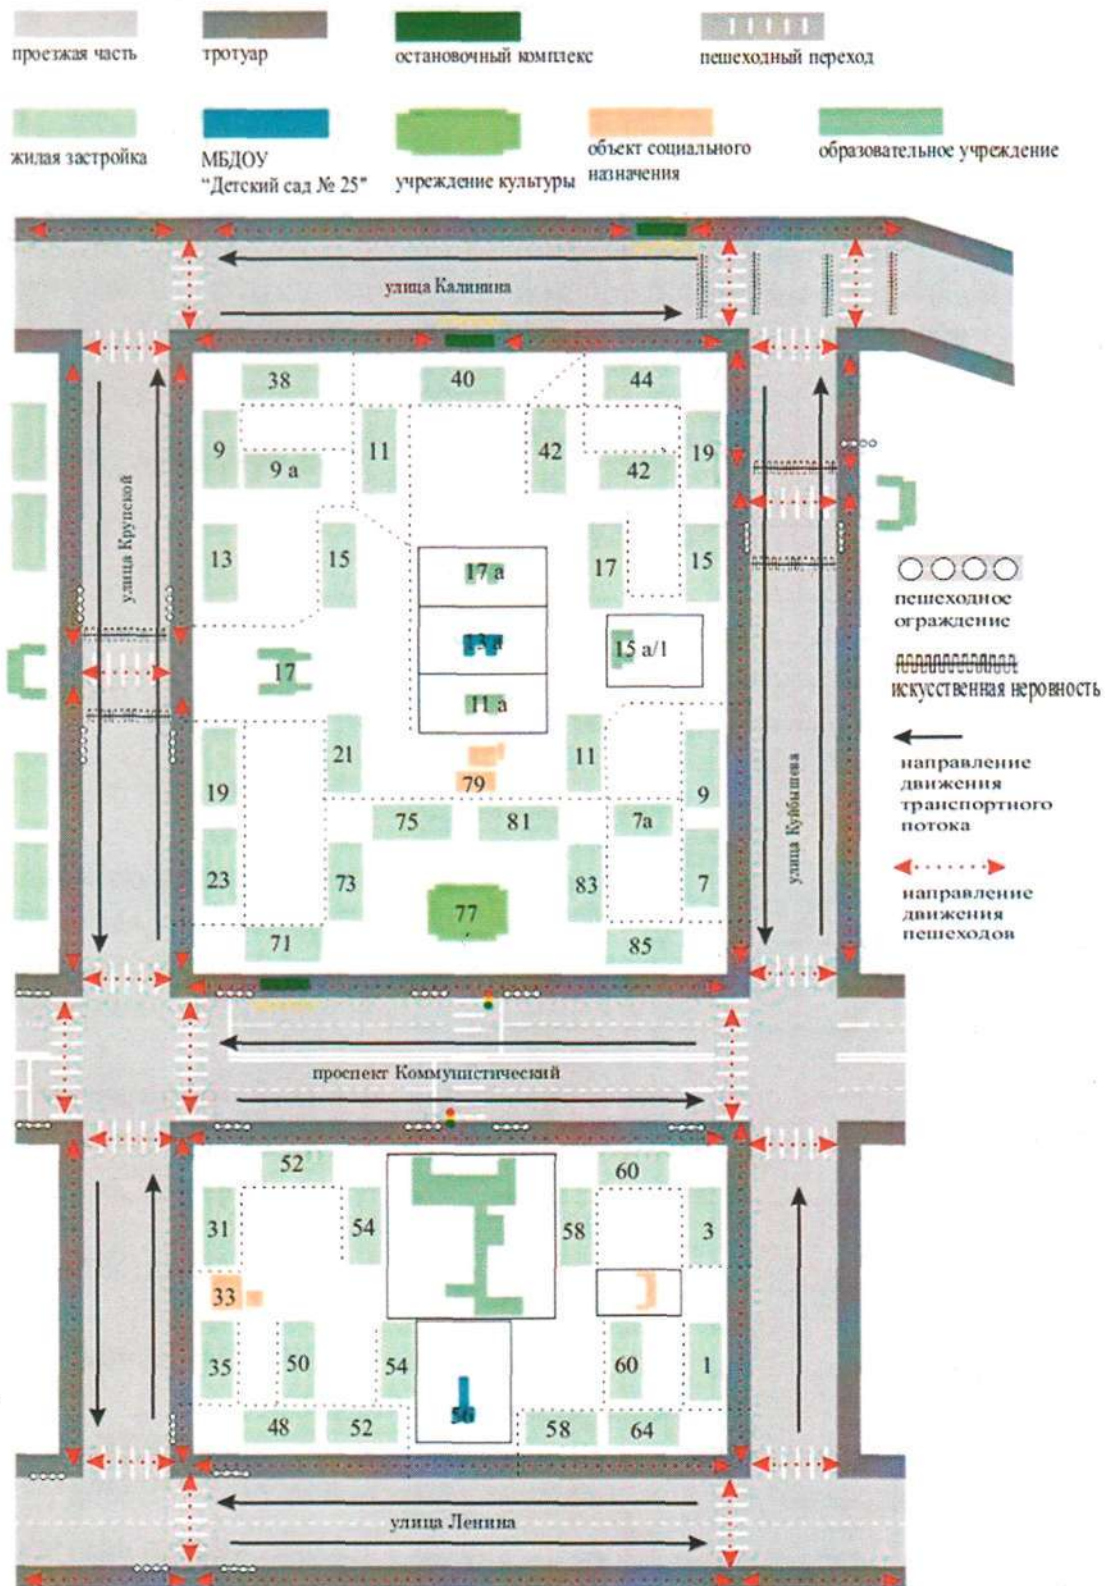 проезжая часть
тротуар
остановочный комплекс
пешеходный переход
жилая застройка
МБДОУ
"Детский сад № 25"
учреждение культуры
объект социального
назначения
образовательное учреждение
улица Калинина
38
40
44
9
11
42
19
9 а
42
улица Крупской
13
15
17
15
17 а
13 а
15 а/1
17
11 а
пешеходное
ограждение
искусственная неровность
направление
движения
транспортного
потока
направление
движения
пешеходов
21
11
19
79
9
75
81
7а
улица Куйбышева
23
73
83
7
77
71
85
проспект Коммунистический
52
60
31
54
58
3
33
35
50
54
60
1
56
48
52
58
64
улица Ленина